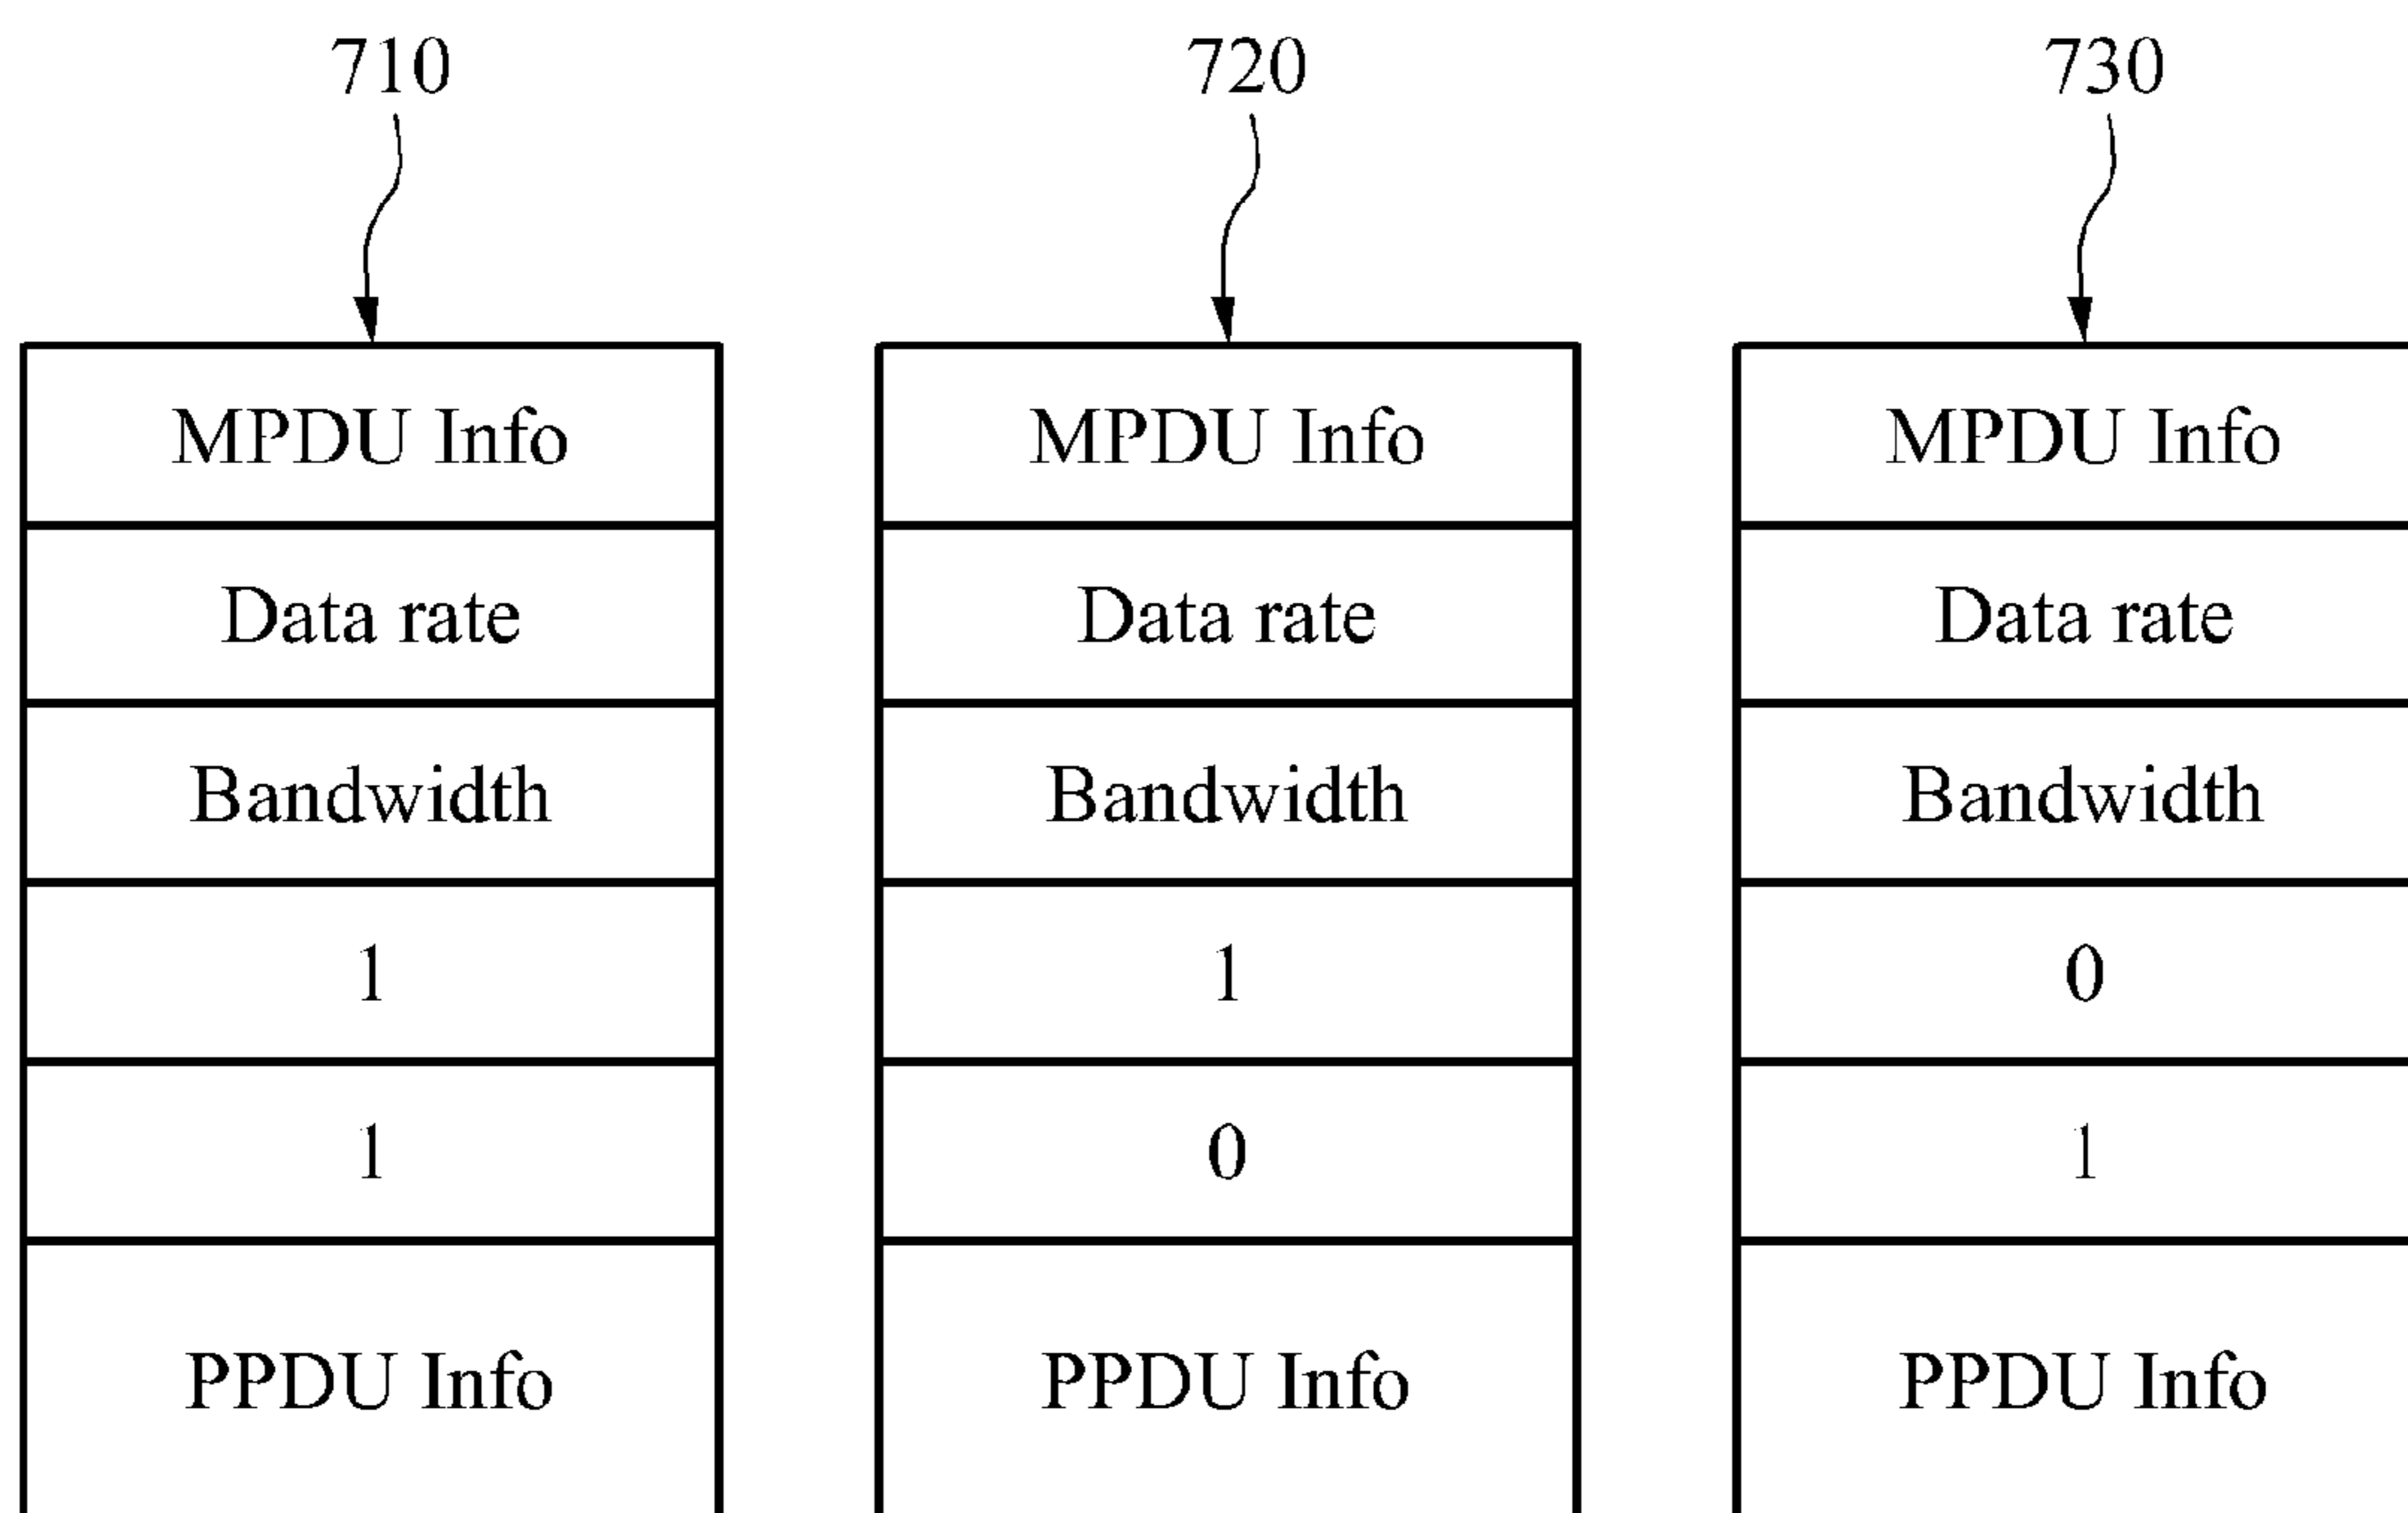 710 720 730
MPDU Info MPDU Info MPDU Info
Data rate Data rate Data rate
Bandwidth Bandwidth Bandwidth
1 1 0
1 0 1
PPDU Info PPDU Info PPDU Info